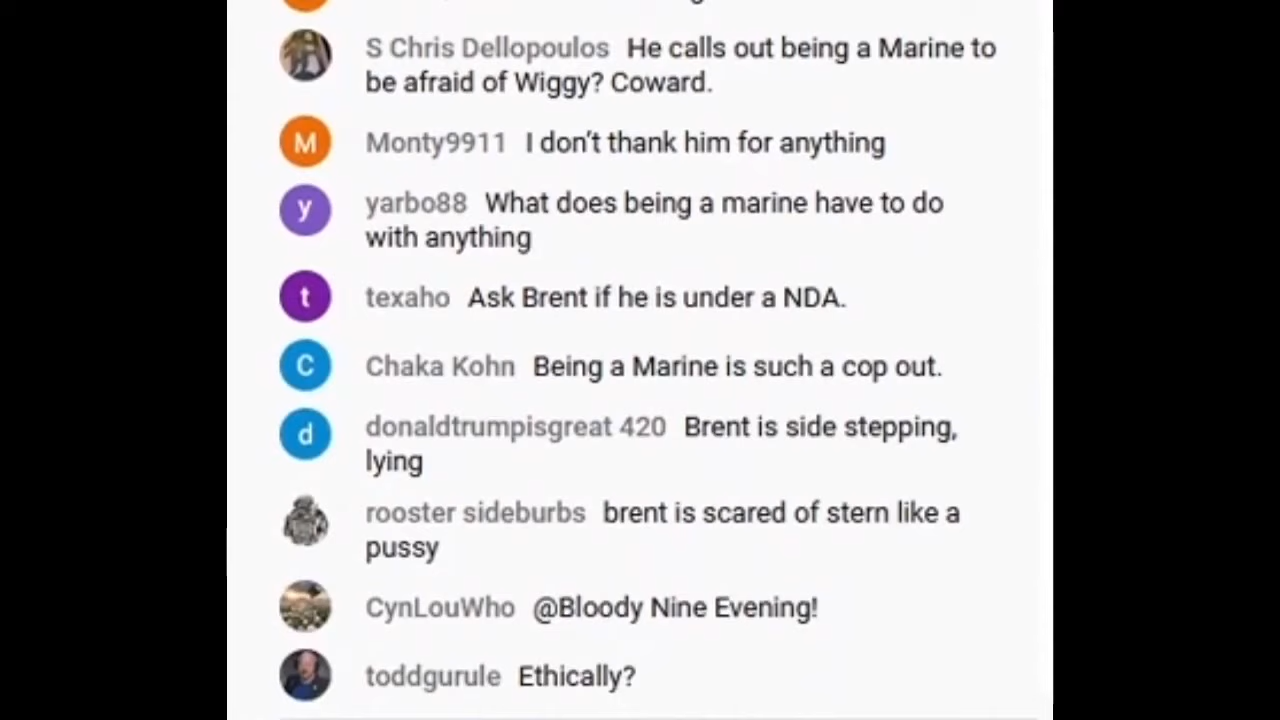 S Chris Dellopoulos He calls out being a Marine to
be afraid of Wiggy? Coward.
M Monty9911 I don't thank him for anything
y yarbo88 What does being a marine have to do
with anything
t texaho Ask Brent if he is under a NDA.
C Chaka Kohn Being a Marine is such a cop out.
d donaldtrumpisgreat 420 Brent is side stepping,
lying
rooster sideburbs brent is scared of stern like a
pussy
CynLouWho @Bloody Nine Evening!
toddgurule Ethically?